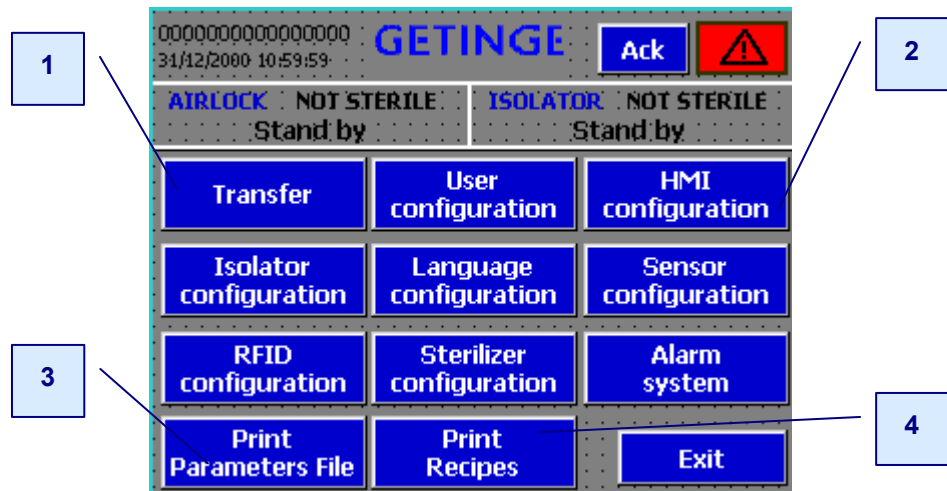 1
2
3
4
0000000000000000
31/12/2000 10:59:59
GETINGE
Ack
AIRLOCK NOT STERILE
Stand by
ISOLATOR NOT STERILE
Stand by
Transfer
User
configuration
HMI
configuration
Isolator
configuration
Language
configuration
Sensor
configuration
RFID
configuration
Sterilizer
configuration
Alarm
system
Print
Parameters File
Print
Recipes
Exit